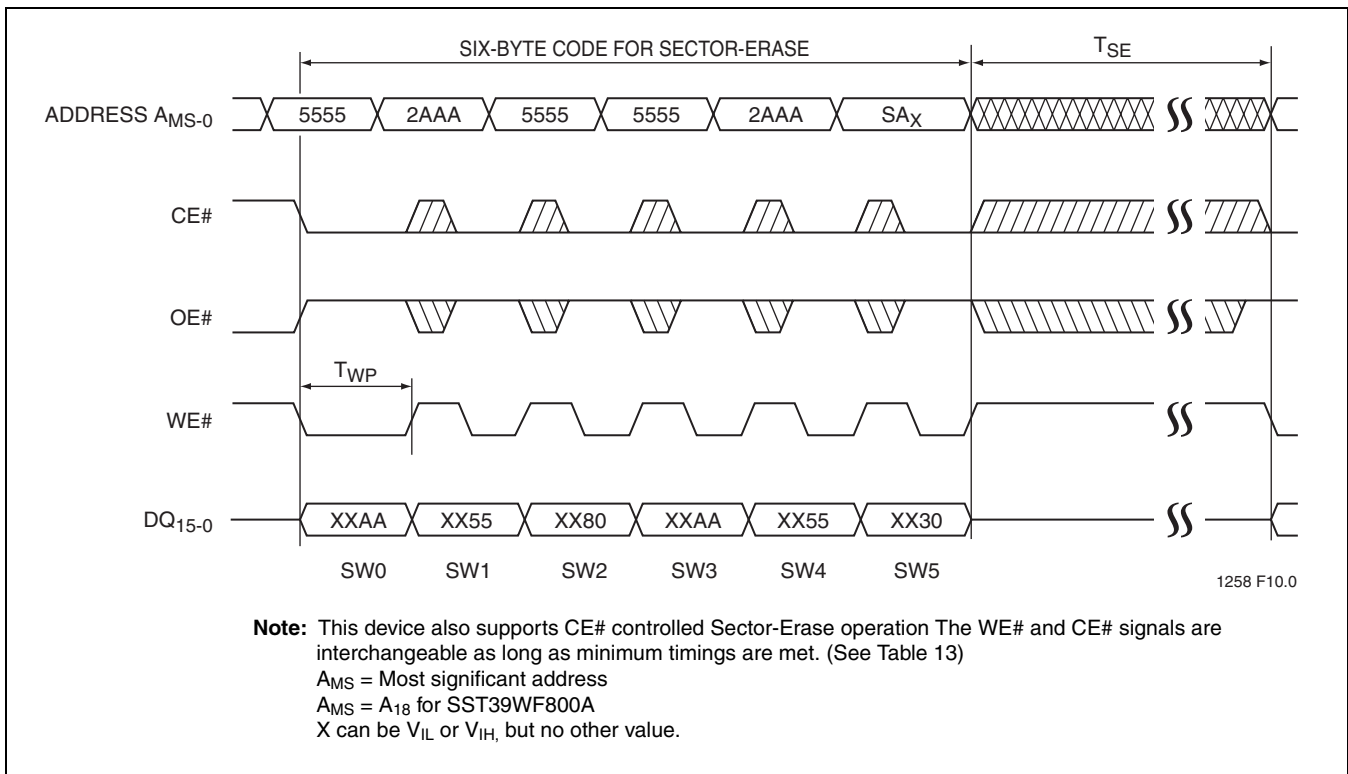 SIX-BYTE CODE FOR SECTOR-ERASE TSE
ADDRESS AMS-0 5555 2AAA 5555 5555 2AAA SAX
CE#
OE#
TWP
WE#
DQ15-0 XXAA XX55 XX80 XXAA XX55 XX30
SW0 SW1 SW2 SW3 SW4 SW5
1258 F10.0
Note: This device also supports CE# controlled Sector-Erase operation The WE# and CE# signals are
interchangeable as long as minimum timings are met. (See Table 13)
AMS = Most significant address
AMS = A18 for SST39WF800A
X can be VIL or VIH, but no other value.